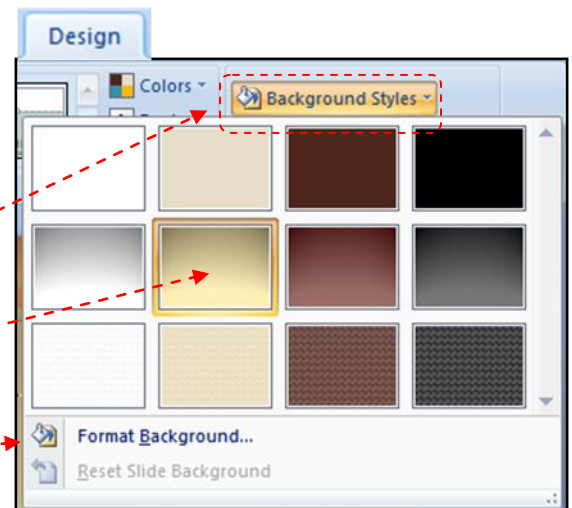 Design
Colors
Background Styles
Format Background...
Reset Slide Background